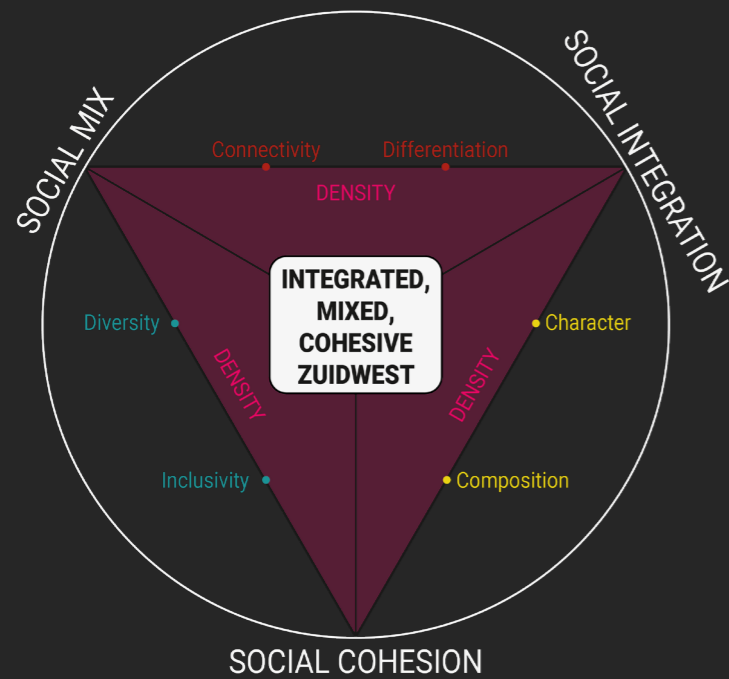 SOCIAL MIX
SOCIAL INTEGRATION
Connectivity
Differentiation
DENSITY
INTEGRATED,
MIXED,
COHESIVE
ZUIDWEST
Diversity
Character
DENSITY
DENSITY
Inclusivity
Composition
SOCIAL COHESION